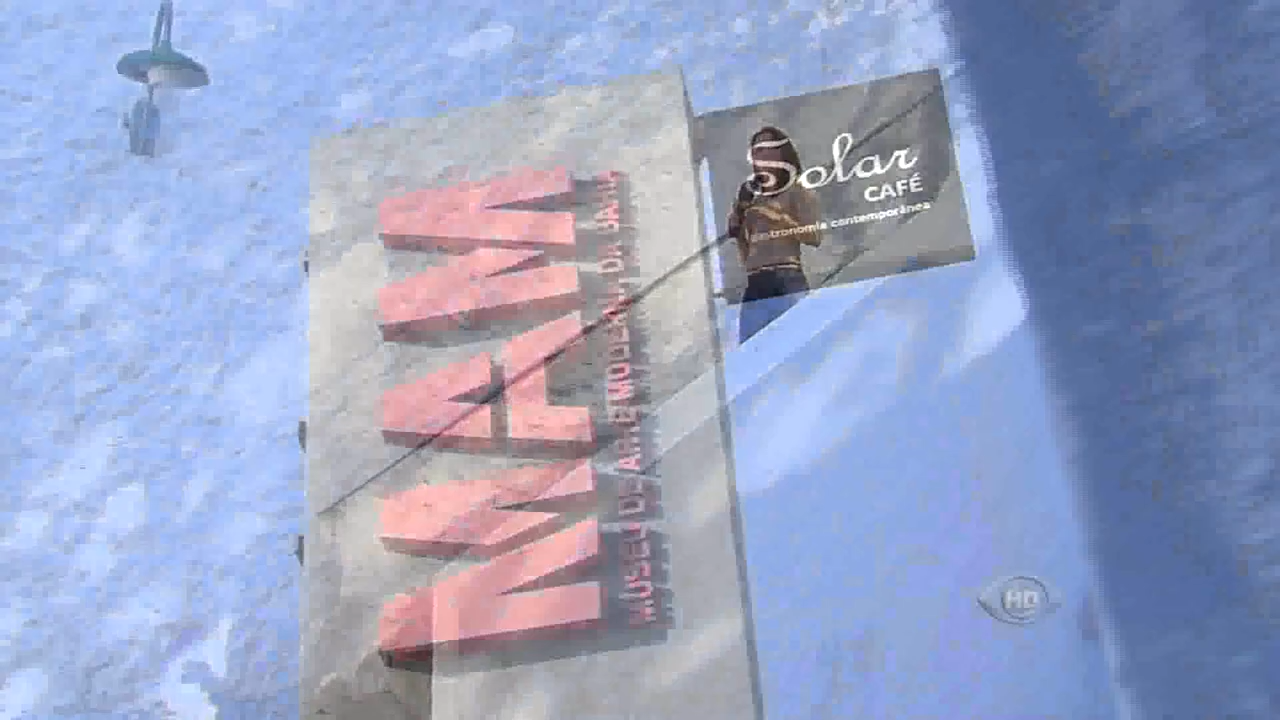 MAM
MUSEU DE ARTE MODERNA DA BAHIA
Solar
CAFÉ
gastronomia contemporânea
HD